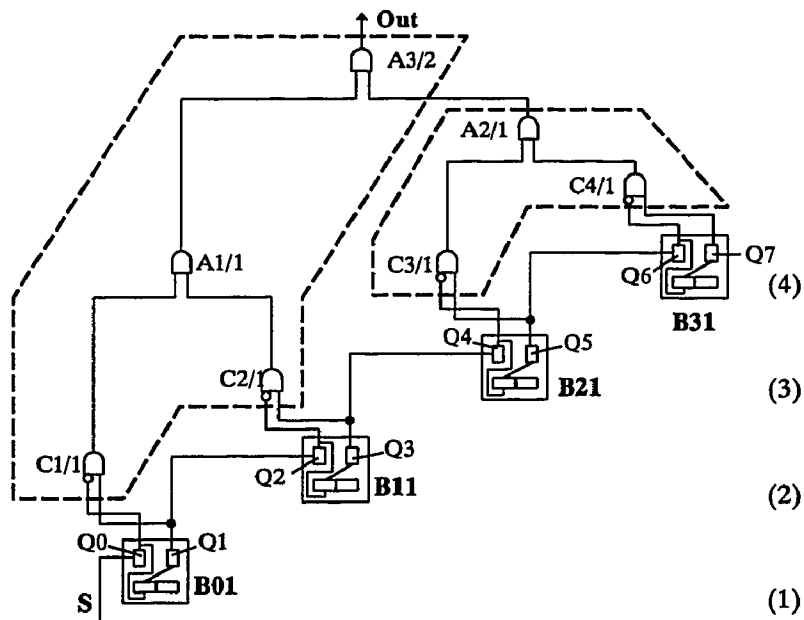 Out
A3/2
A2/1
C4/1
A1/1
C3/1
Q6
Q7
(4)
B31
Q4
Q5
C2/1
B21
(3)
C1/1
Q2
Q3
B11
(2)
Q0
Q1
B01
S
(1)